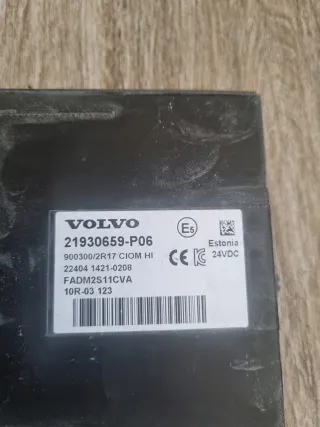 VOLVO
E5
21930659-P06
Estonia
900300/2R17 CIOM HI
24VDC
22404 1421-0208
CE
FADM2S11CVA
10R-03 123